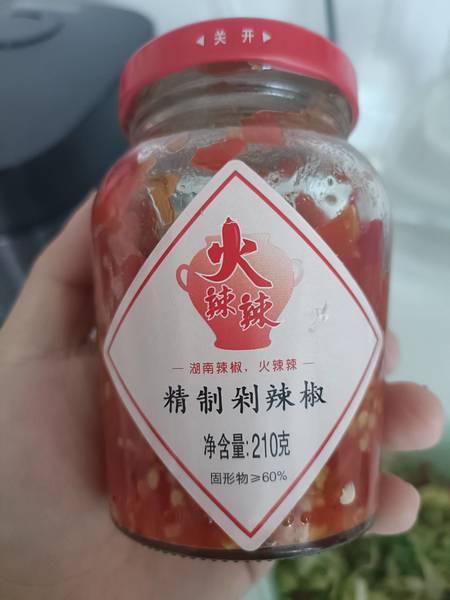 ◀ 关 开 ▶
火
辣辣
— 湖南辣椒，火辣辣 —
精制剁辣椒
净含量:210克
固形物≥60%